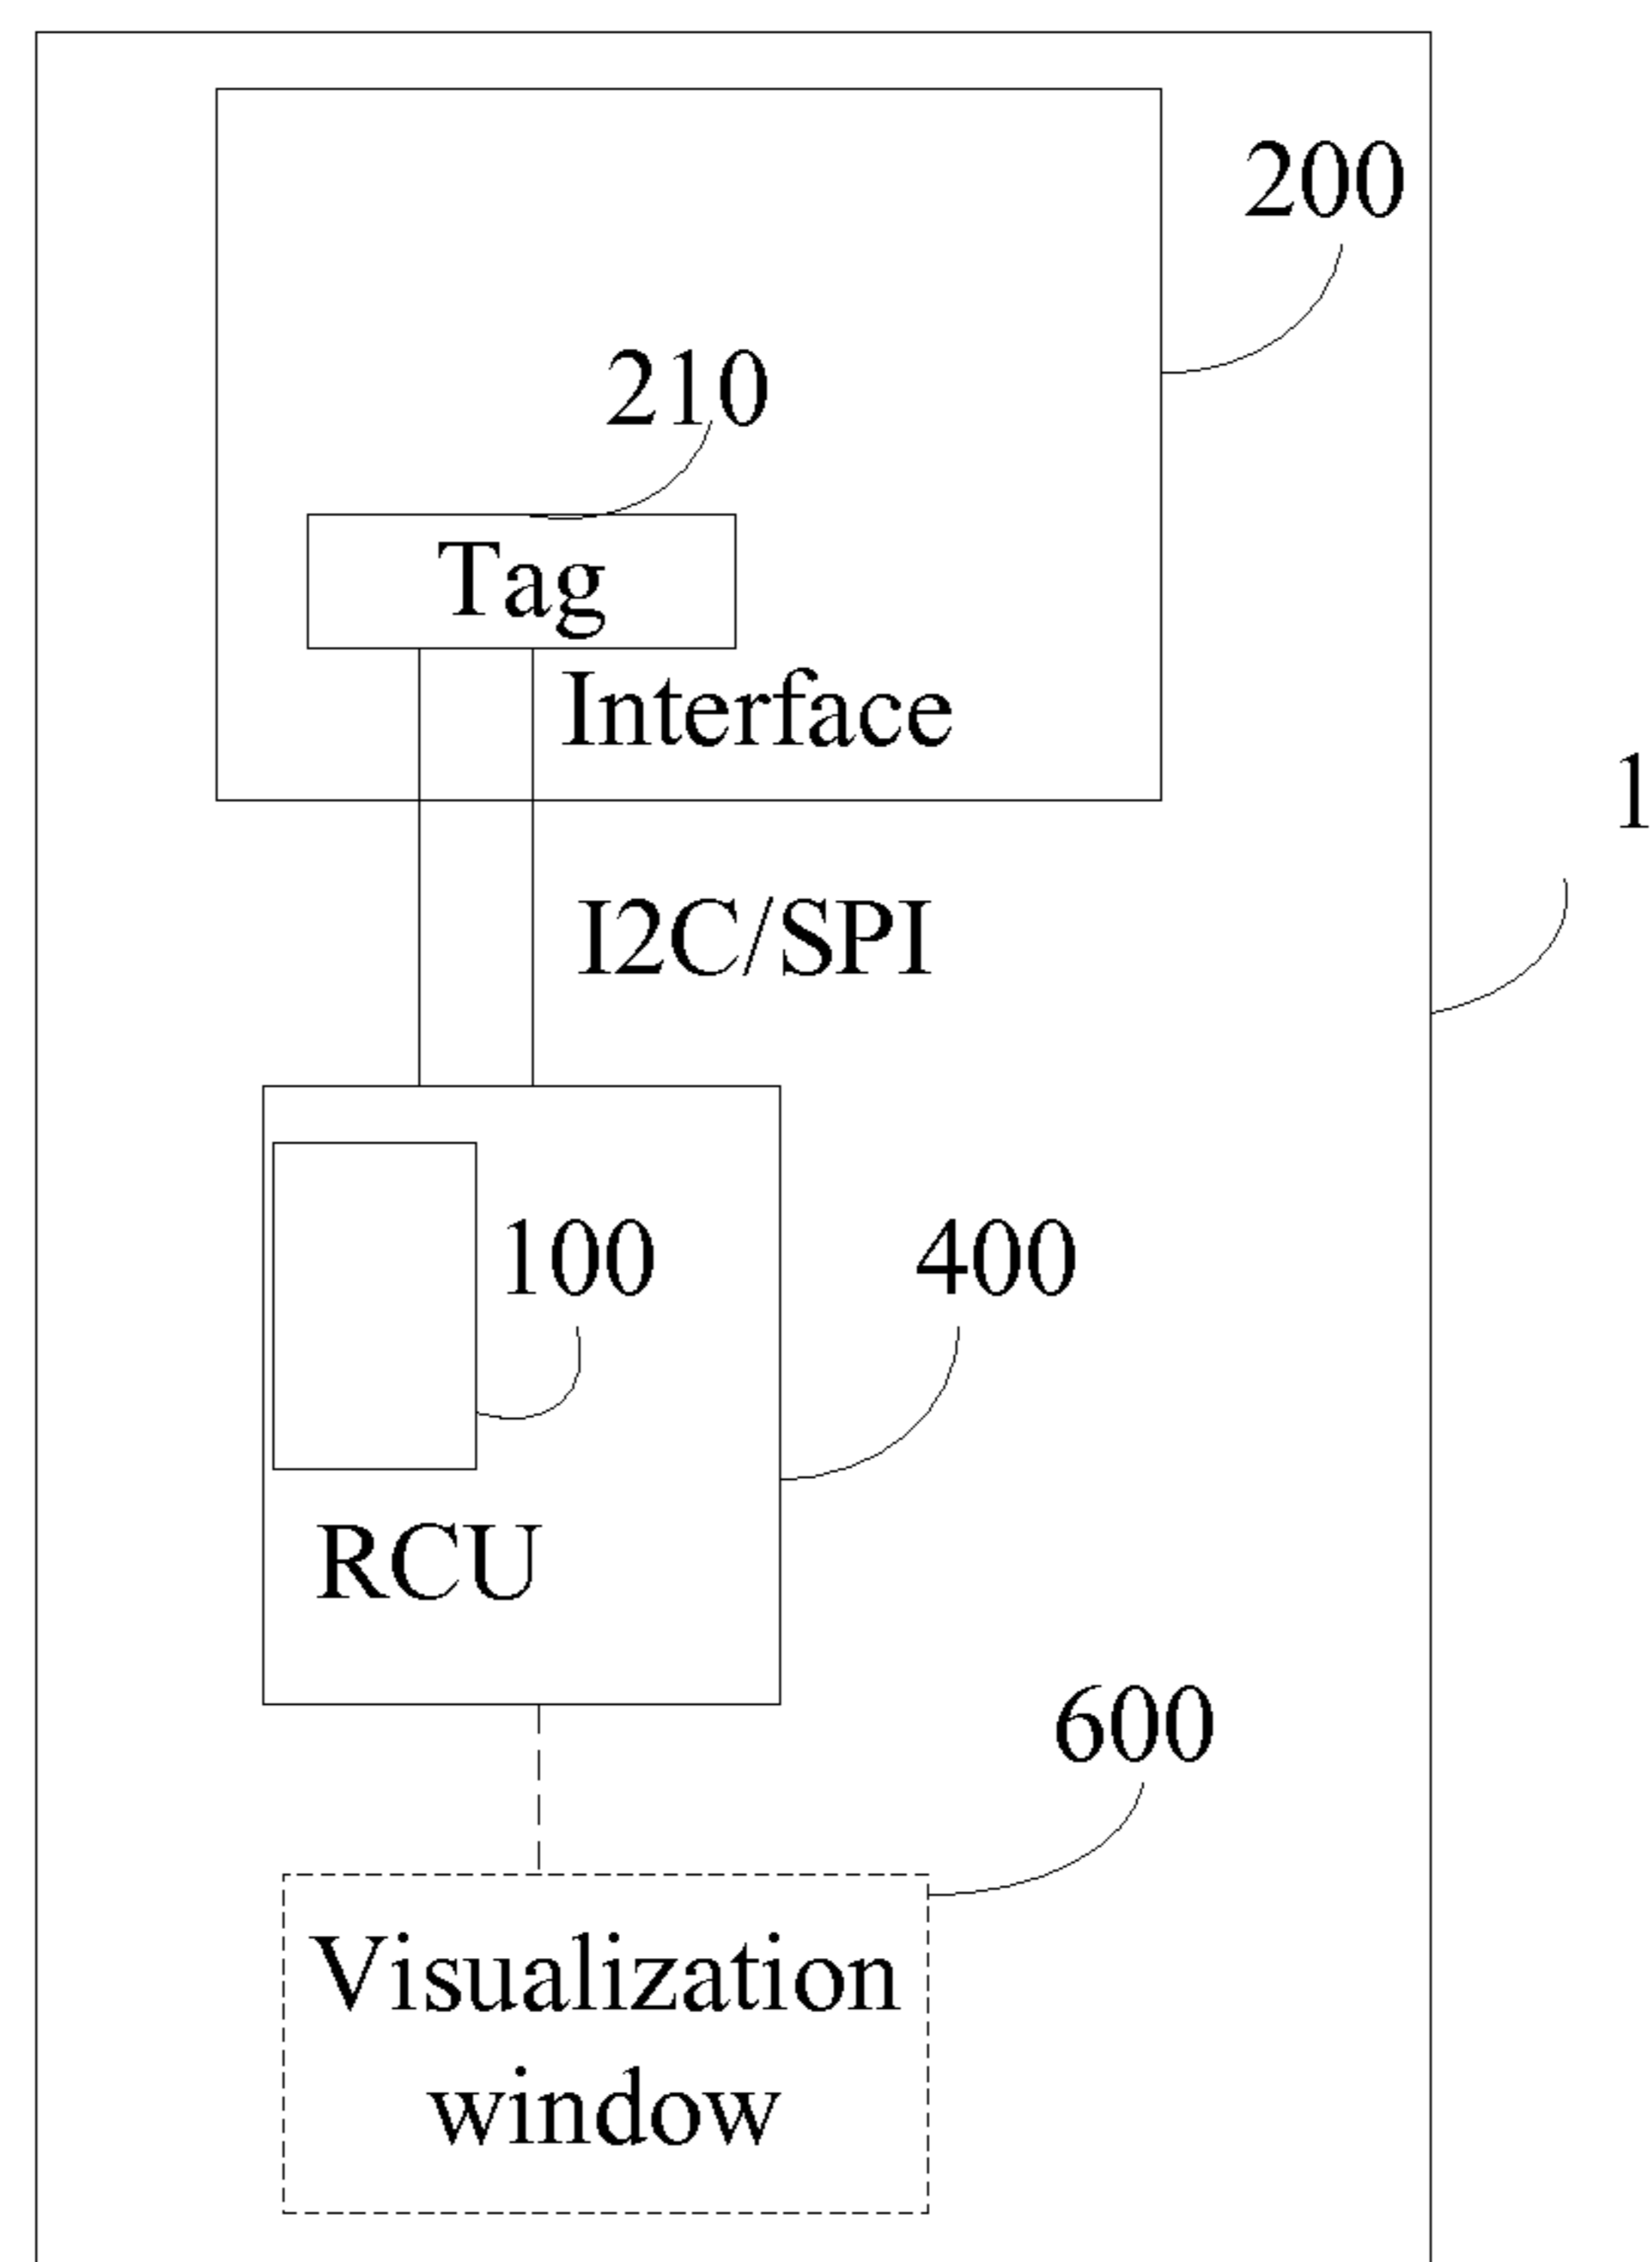 200
210
Tag
Interface
1
I2C/SPI
100
400
RCU
600
Visualization
window